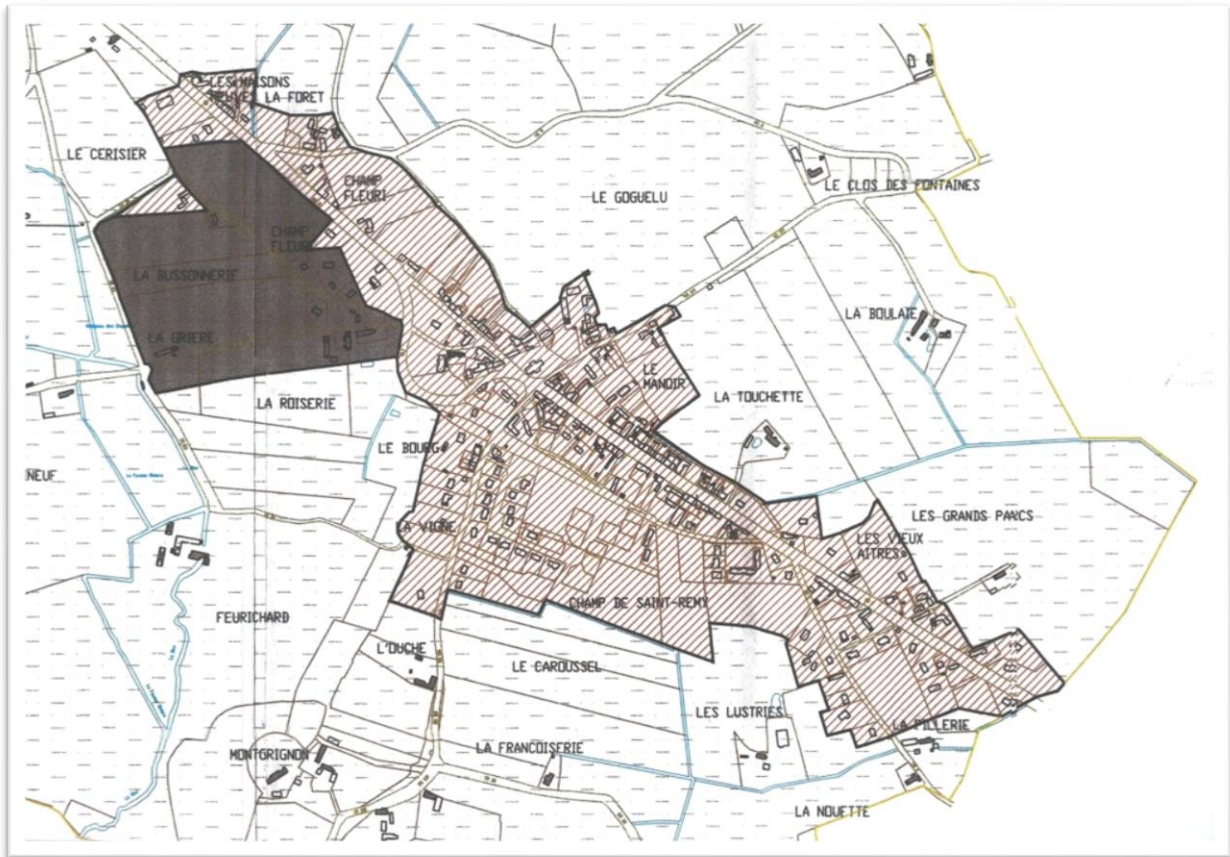 LES MAISONS
NEUVES LA FORET
LE CERISIER
CHAMP
FLEURI
LE GOGUELU
LE CLOS DES FONTAINES
CHAMP
FLEURI
LA BUSSONNERIE
LA BOULAIE
LA GRIERE
LE
MANOIR
LA TOUCHETTE
LA ROISERIE
LE BOURG
NEUF
LES GRANDS PARCS
LA VIGNE
LES VIEUX
AITRES
CHAMP DE SAINT-REMY
FEURICHARD
L'OUCHE
LE CAROUSSEL
LES LUSTRIES
LA PILLERIE
LA FRANCOISERIE
MONTGRIGNON
LA NOUETTE